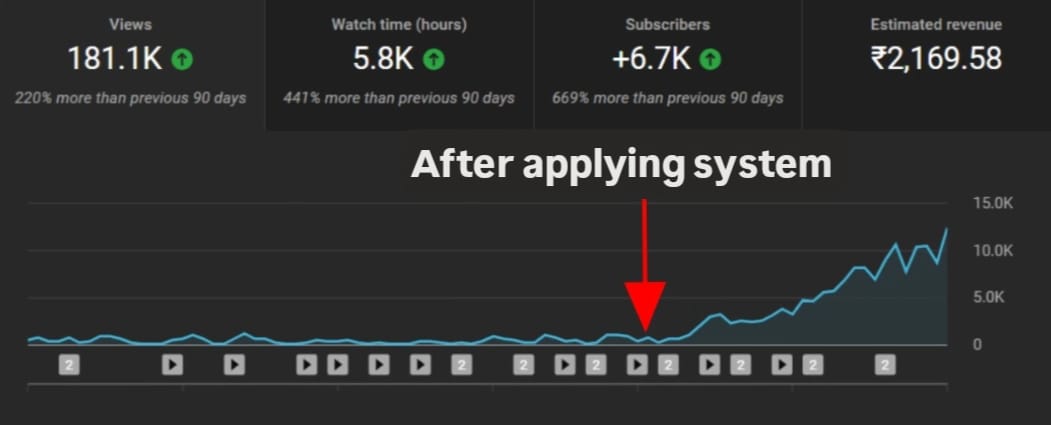 Views
Watch time (hours)
Subscribers
Estimated revenue
181.1K
5.8K
+6.7K
₹2,169.58
220% more than previous 90 days
441% more than previous 90 days
669% more than previous 90 days
After applying system
15.0K
10.0K
5.0K
0
2 2 2 2 2 2 2 2